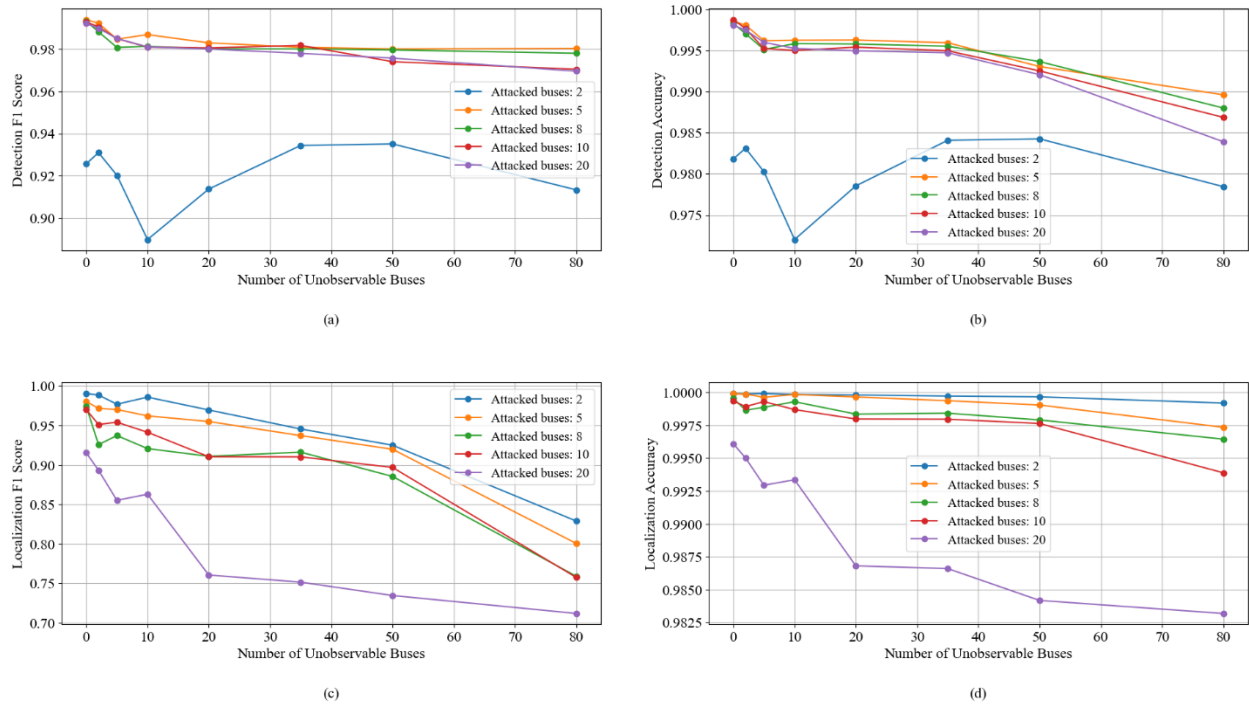 Detection F1 Score
0.98
0.96
0.94
0.92
0.90
Attacked buses: 2
Attacked buses: 5
Attacked buses: 8
Attacked buses: 10
Attacked buses: 20
0 10 20 30 40 50 60 70 80
Number of Unobservable Buses
(a)
Detection Accuracy
1.000
0.995
0.990
0.985
0.980
0.975
Attacked buses: 2
Attacked buses: 5
Attacked buses: 8
Attacked buses: 10
Attacked buses: 20
0 10 20 30 40 50 60 70 80
Number of Unobservable Buses
(b)
Localization F1 Score
1.00
0.95
0.90
0.85
0.80
0.75
0.70
Attacked buses: 2
Attacked buses: 5
Attacked buses: 8
Attacked buses: 10
Attacked buses: 20
0 10 20 30 40 50 60 70 80
Number of Unobservable Buses
(c)
Localization Accuracy
1.0000
0.9975
0.9950
0.9925
0.9900
0.9875
0.9850
0.9825
Attacked buses: 2
Attacked buses: 5
Attacked buses: 8
Attacked buses: 10
Attacked buses: 20
0 10 20 30 40 50 60 70 80
Number of Unobservable Buses
(d)